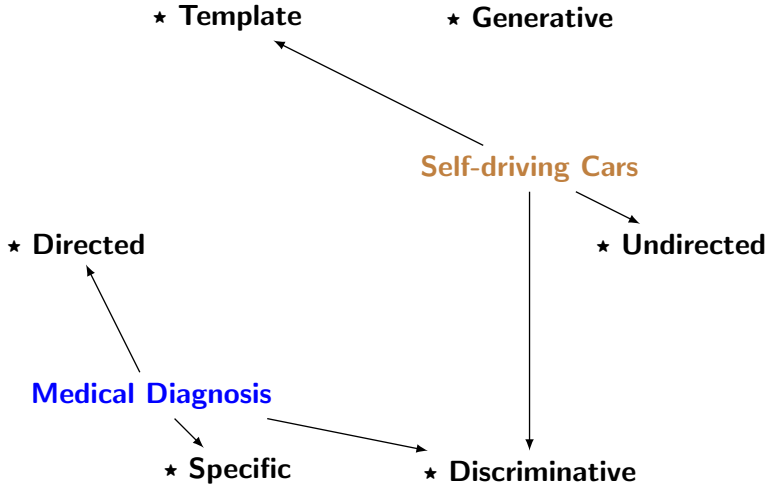 ⋆ Template
⋆ Generative
Self-driving Cars
⋆ Directed
⋆ Undirected
Medical Diagnosis
⋆ Specific
⋆ Discriminative